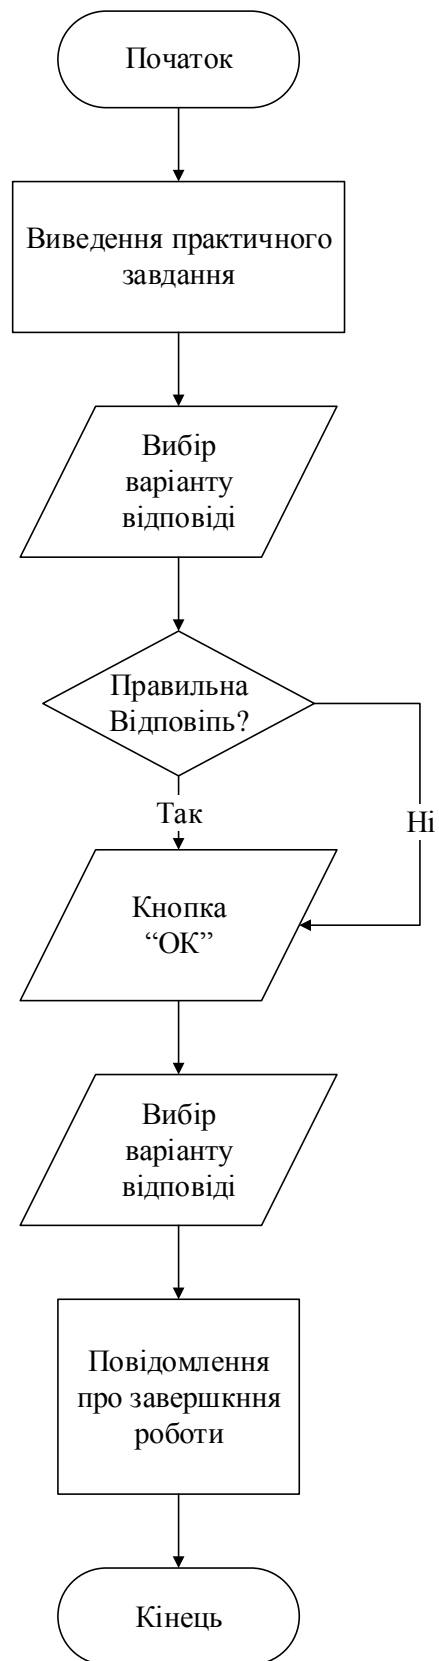 Початок
Виведення практичного
завдання
Вибір
варіанту
відповіді
Правильна
Відповіпь?
Так
Ні
Кнопка
“ОК”
Вибір
варіанту
відповіді
Повідомлення
про завершкння
роботи
Кінець